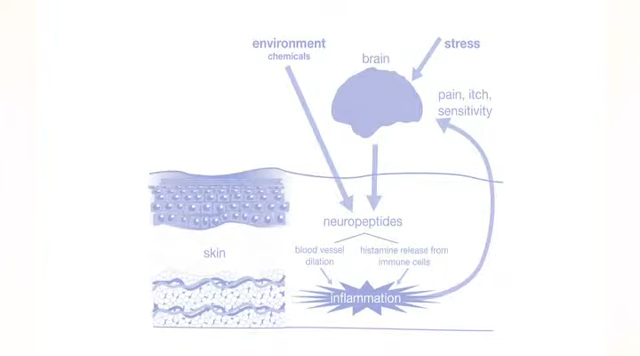 environment
chemicals
stress
brain
pain, itch,
sensitivity
neuropeptides
skin
blood vessel
dilation
histamine release from
immune cells
inflammation